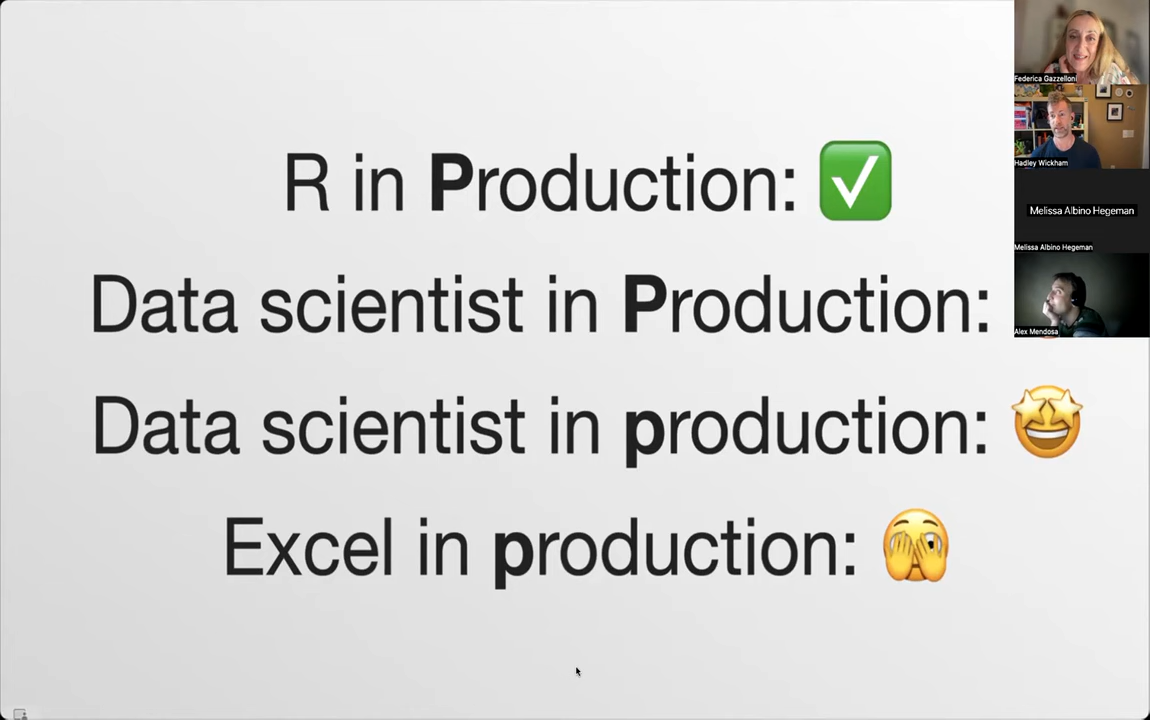 R in Production: ✅
Data scientist in Production:
Data scientist in production: 🤩
Excel in production: 🫣
Federica Gazzelloni
Hadley Wickham
Melissa Albino Hegeman
Melissa Albino Hegeman
Alex Mendosa